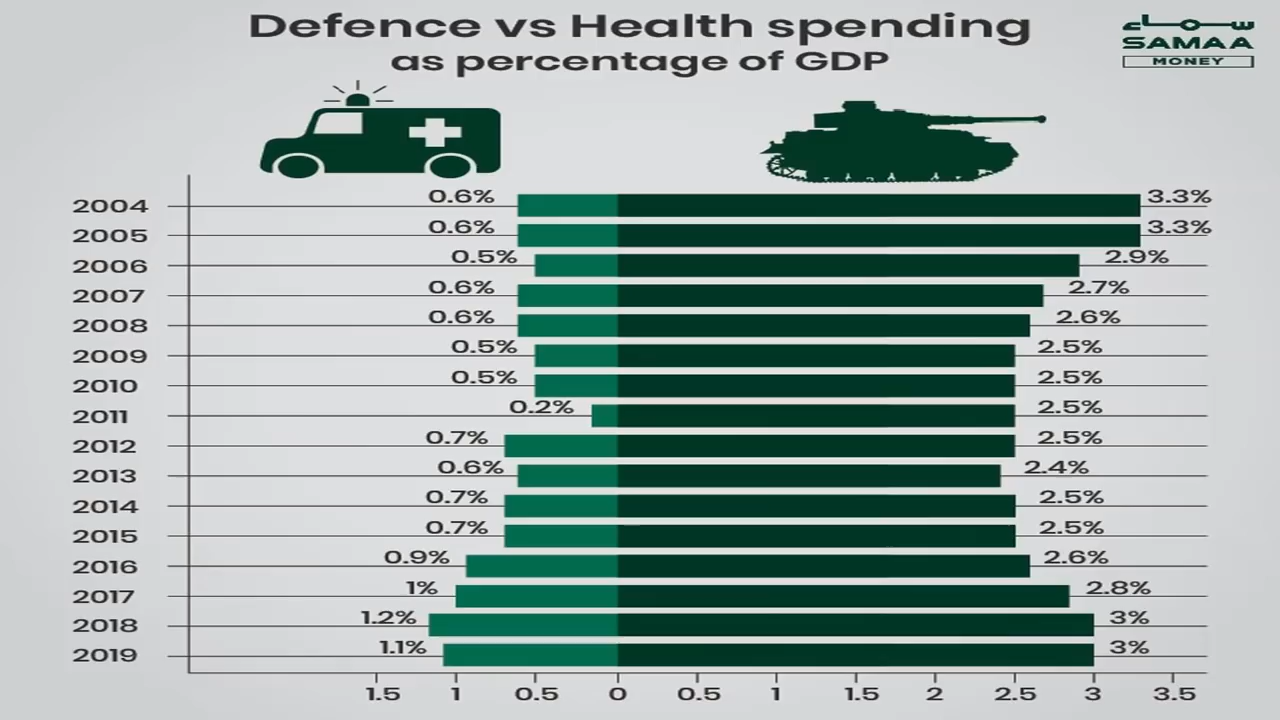 Defence vs Health spending
as percentage of GDP
سماء
SAMAA
MONEY
2004 0.6% 3.3%
2005 0.6% 3.3%
2006 0.5% 2.9%
2007 0.6% 2.7%
2008 0.6% 2.6%
2009 0.5% 2.5%
2010 0.5% 2.5%
2011 0.2% 2.5%
2012 0.7% 2.5%
2013 0.6% 2.4%
2014 0.7% 2.5%
2015 0.7% 2.5%
2016 0.9% 2.6%
2017 1% 2.8%
2018 1.2% 3%
2019 1.1% 3%
1.5 1 0.5 0 0.5 1 1.5 2 2.5 3 3.5